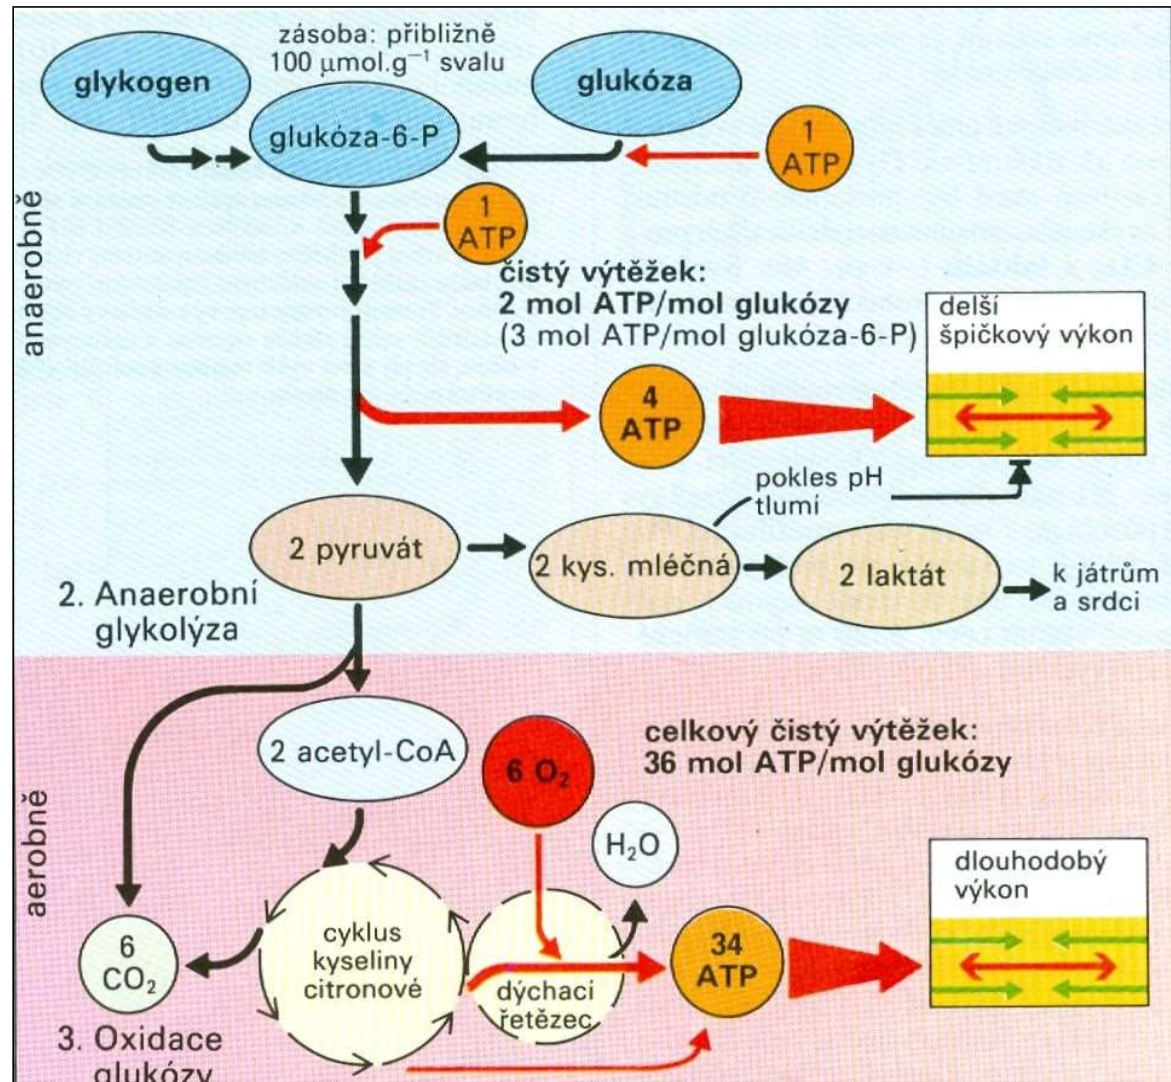 zásoba: přibližně
100 μmol.g⁻¹ svalu
glykogen
glukóza
glukóza-6-P
1
ATP
1
ATP
anaerobně
čistý výtěžek:
2 mol ATP/mol glukózy
(3 mol ATP/mol glukóza-6-P)
delší
špičkový výkon
4
ATP
pokles pH
tlumí
2 pyruvát
2 kys. mléčná
2 laktát
k játrům
a srdci
2. Anaerobní
glykolýza
aerobně
2 acetyl-CoA
6 O₂
celkový čistý výtěžek:
36 mol ATP/mol glukózy
H₂O
dlouhodobý
výkon
6
CO₂
cyklus
kyseliny
citronové
dýchací
řetězec
34
ATP
3. Oxidace
glukózy